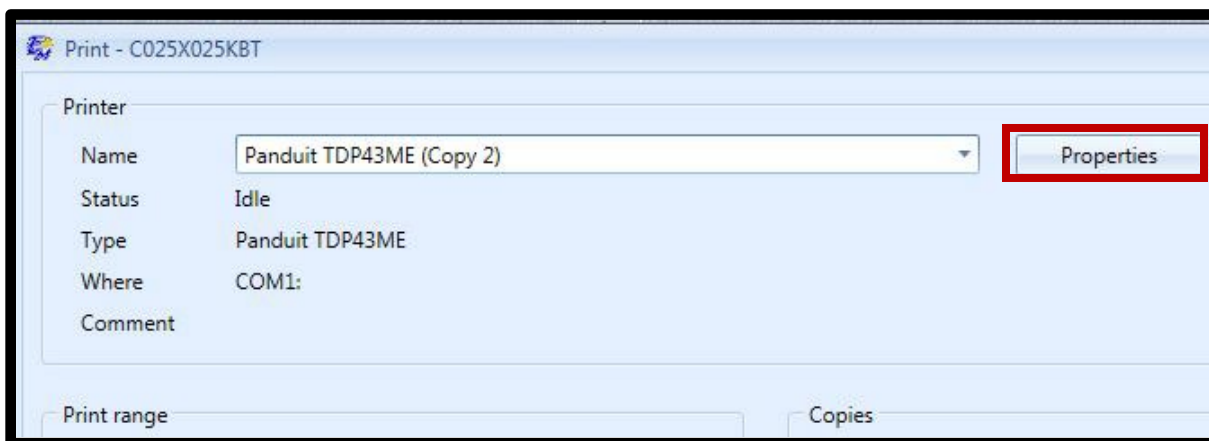 Print - C025X025KBT
Printer
Name Panduit TDP43ME (Copy 2) Properties
Status Idle
Type Panduit TDP43ME
Where COM1:
Comment
Print range Copies